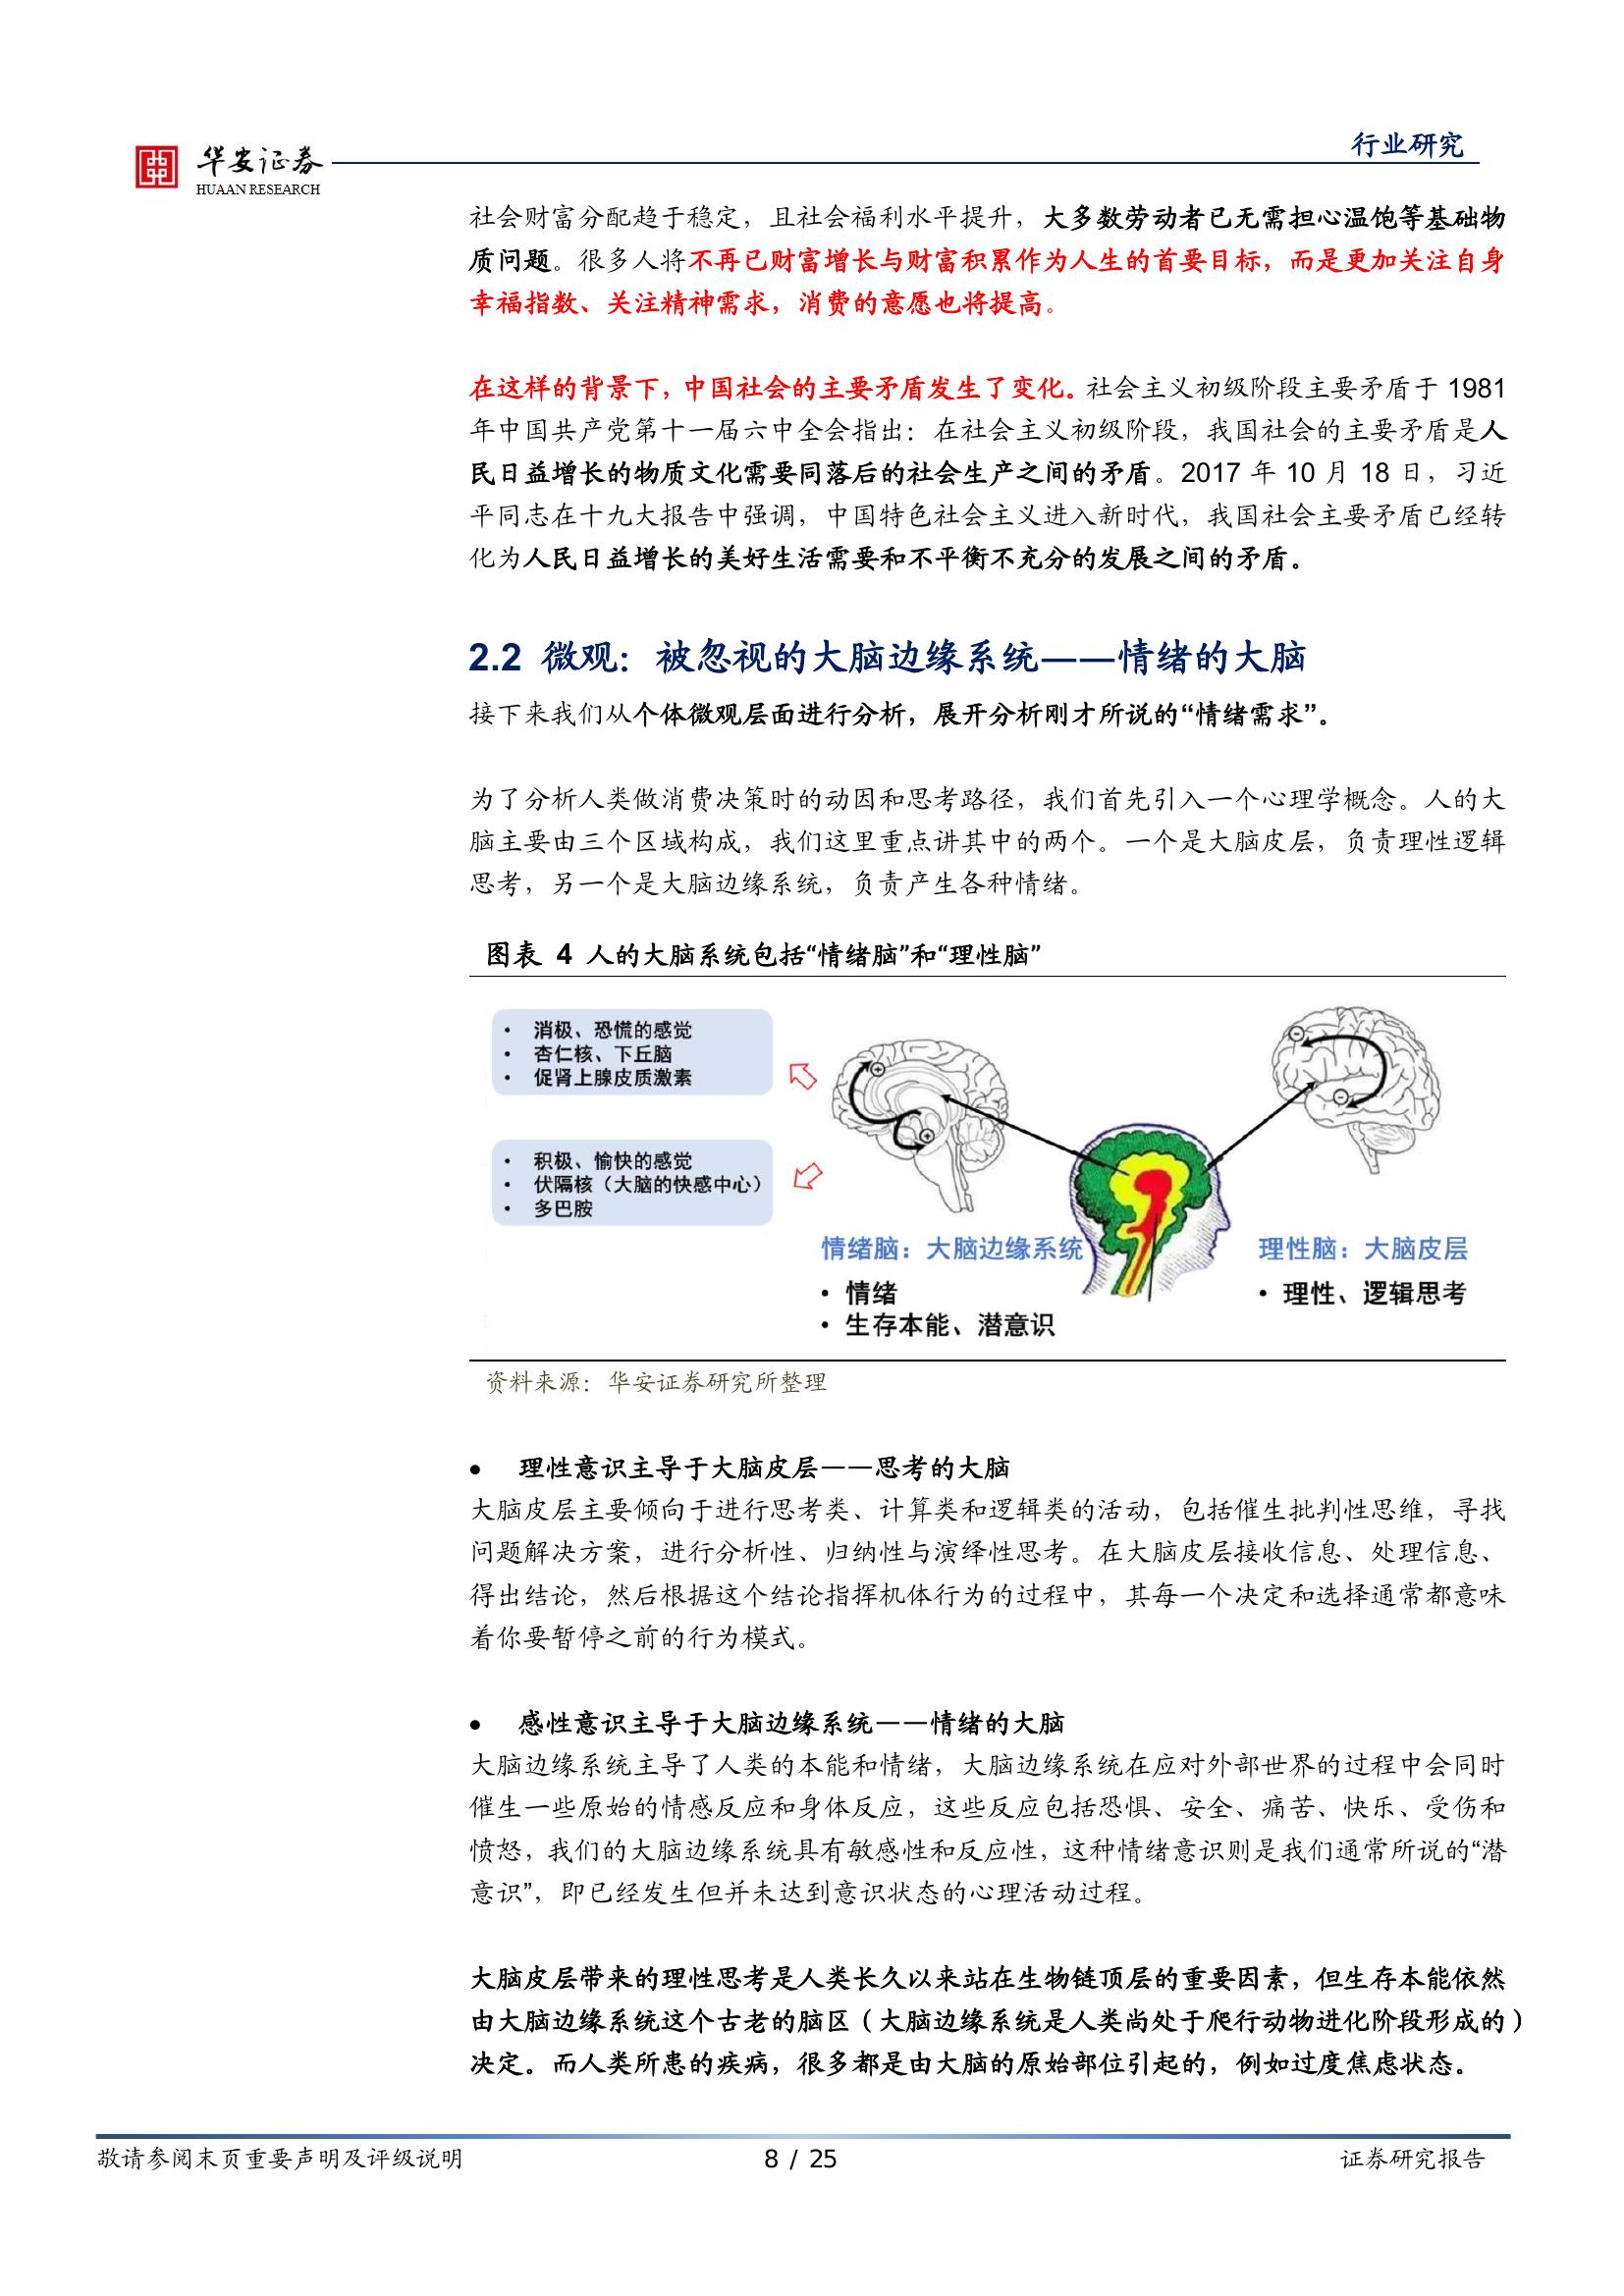 华安证券
HUAAN RESEARCH
行业研究
社会财富分配趋于稳定，且社会福利水平提升，大多数劳动者已无需担心温饱等基础物
质问题。很多人将不再已财富增长与财富积累作为人生的首要目标，而是更加关注自身
幸福指数、关注精神需求，消费的意愿也将提高。
在这样的背景下，中国社会的主要矛盾发生了变化。社会主义初级阶段主要矛盾于 1981
年中国共产党第十一届六中全会指出：在社会主义初级阶段，我国社会的主要矛盾是人
民日益增长的物质文化需要同落后的社会生产之间的矛盾。2017 年 10 月 18 日，习近
平同志在十九大报告中强调，中国特色社会主义进入新时代，我国社会主要矛盾已经转
化为人民日益增长的美好生活需要和不平衡不充分的发展之间的矛盾。
2.2 微观：被忽视的大脑边缘系统——情绪的大脑
接下来我们从个体微观层面进行分析，展开分析刚才所说的“情绪需求”。
为了分析人类做消费决策时的动因和思考路径，我们首先引入一个心理学概念。人的大
脑主要由三个区域构成，我们这里重点讲其中的两个。一个是大脑皮层，负责理性逻辑
思考，另一个是大脑边缘系统，负责产生各种情绪。
图表 4 人的大脑系统包括“情绪脑”和“理性脑”
• 消极、恐慌的感觉
• 杏仁核、下丘脑
• 促肾上腺皮质激素
• 积极、愉快的感觉
• 伏隔核（大脑的快感中心）
• 多巴胺
情绪脑：大脑边缘系统
• 情绪
• 生存本能、潜意识
理性脑：大脑皮层
• 理性、逻辑思考
资料来源：华安证券研究所整理
● 理性意识主导于大脑皮层——思考的大脑
大脑皮层主要倾向于进行思考类、计算类和逻辑类的活动，包括催生批判性思维，寻找
问题解决方案，进行分析性、归纳性与演绎性思考。在大脑皮层接收信息、处理信息、
得出结论，然后根据这个结论指挥机体行为的过程中，其每一个决定和选择通常都意味
着你要暂停之前的行为模式。
● 感性意识主导于大脑边缘系统——情绪的大脑
大脑边缘系统主导了人类的本能和情绪，大脑边缘系统在应对外部世界的过程中会同时
催生一些原始的情感反应和身体反应，这些反应包括恐惧、安全、痛苦、快乐、受伤和
愤怒，我们的大脑边缘系统具有敏感性和反应性，这种情绪意识则是我们通常所说的“潜
意识”，即已经发生但并未达到意识状态的心理活动过程。
大脑皮层带来的理性思考是人类长久以来站在生物链顶层的重要因素，但生存本能依然
由大脑边缘系统这个古老的脑区（大脑边缘系统是人类尚处于爬行动物进化阶段形成的）
决定。而人类所患的疾病，很多都是由大脑的原始部位引起的，例如过度焦虑状态。
敬请参阅末页重要声明及评级说明
8 / 25
证券研究报告